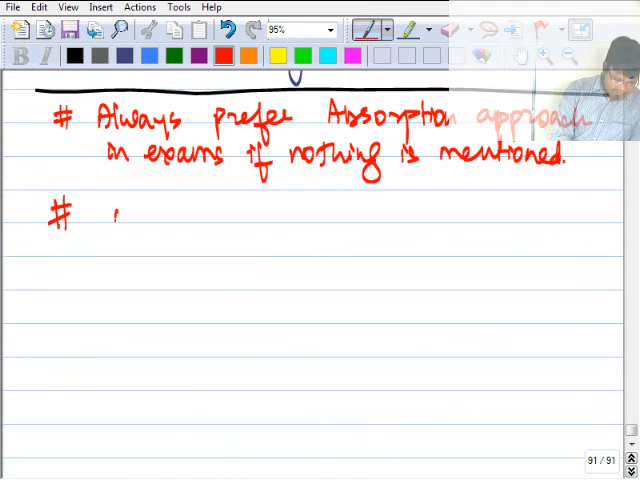 File Edit View Insert Actions Tools Help
95%
B I
# Always prefer Absorption approach
in exams if nothing is mentioned.
#
91 / 91